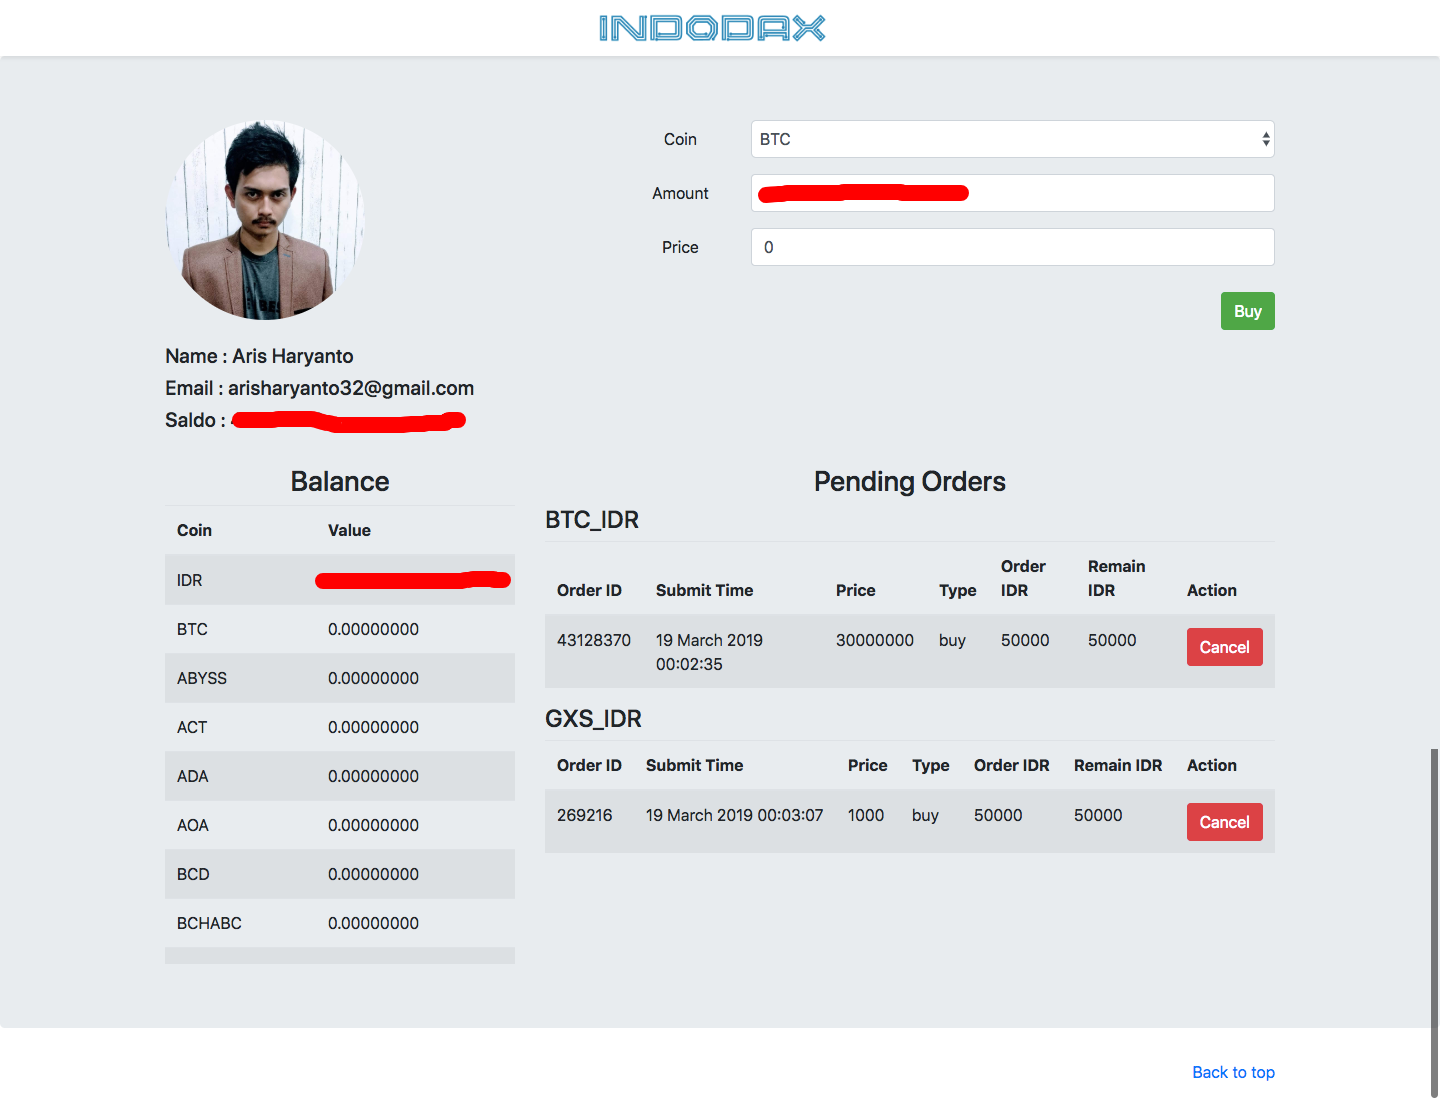 INDODAX
Coin
BTC
Amount
Price
0
Buy
Name : Aris Haryanto
Email : arisharyanto32@gmail.com
Saldo :
Balance
Coin Value
IDR
BTC 0.00000000
ABYSS 0.00000000
ACT 0.00000000
ADA 0.00000000
AOA 0.00000000
BCD 0.00000000
BCHABC 0.00000000
Pending Orders
BTC_IDR
Order ID Submit Time Price Type Order IDR Remain IDR Action
43128370 19 March 2019 00:02:35 30000000 buy 50000 50000 Cancel
GXS_IDR
Order ID Submit Time Price Type Order IDR Remain IDR Action
269216 19 March 2019 00:03:07 1000 buy 50000 50000 Cancel
Back to top